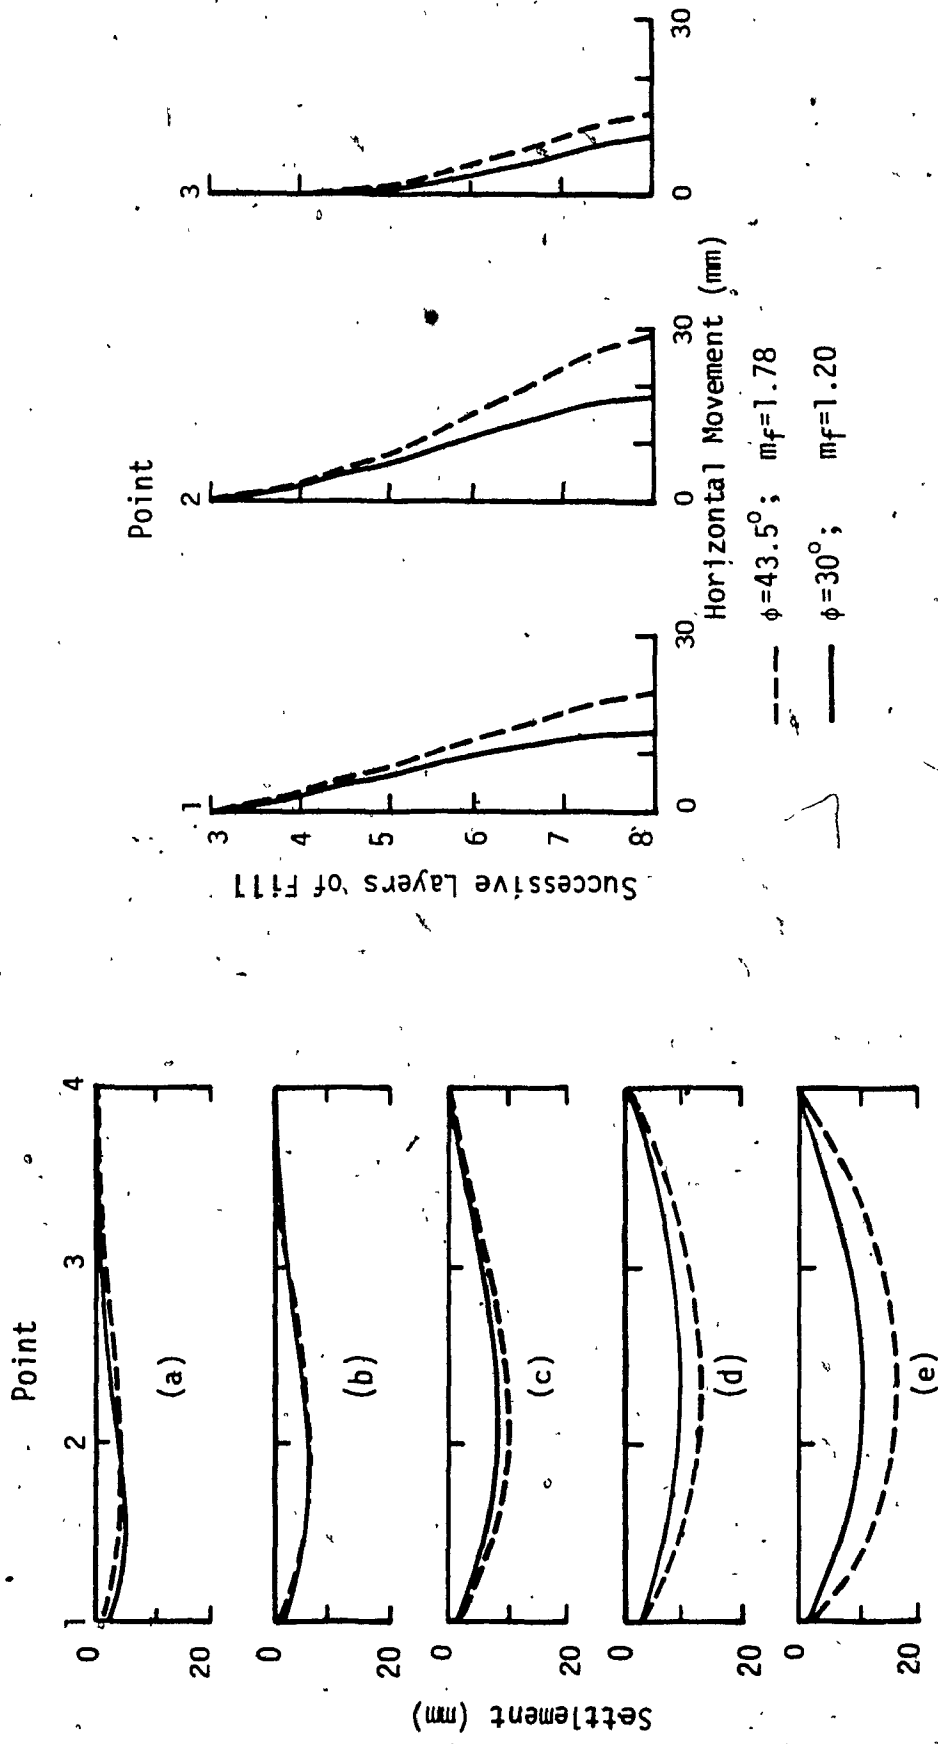 Point
1 2 3 4
0
20
(a)
0
20
(b)
0
20
(c)
0
20
(d)
0
20
(e)
Settlement (mm)
Point
1 2 3
3
4
5
6
7
8
Successive Layers of Fill
0 30 0 30 0 30
Horizontal Movement (mm)
φ=43.5°; mf=1.78
φ=30°; mf=1.20